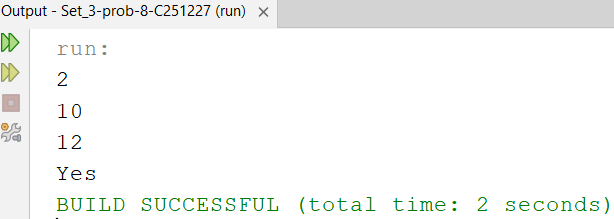 Output - Set_3-prob-8-C251227 (run) ×
run:
2
10
12
Yes
BUILD SUCCESSFUL (total time: 2 seconds)